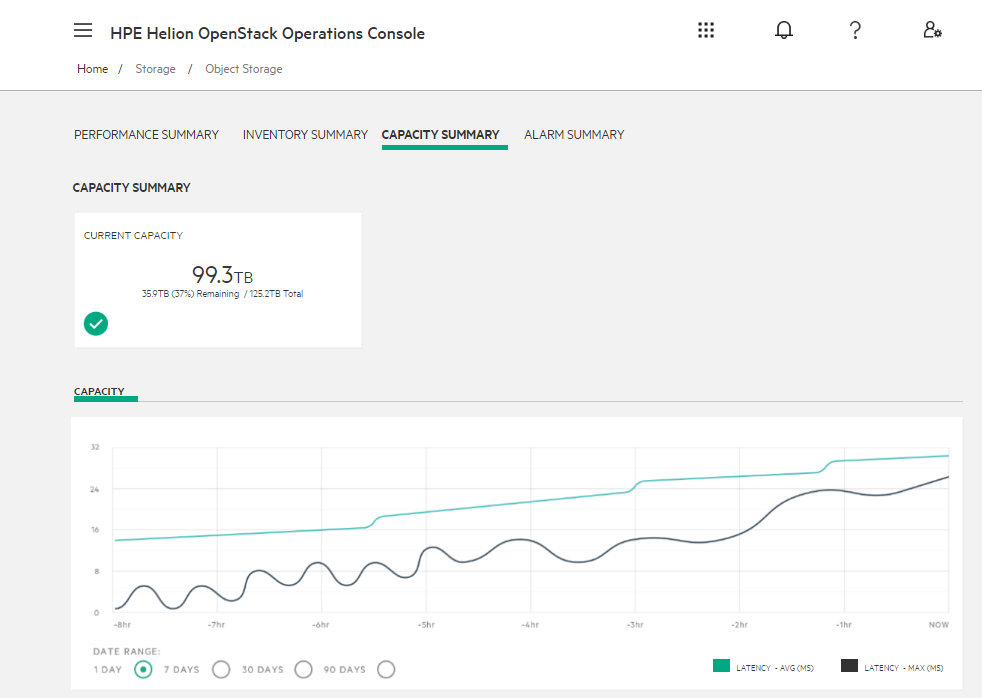 HPE Helion OpenStack Operations Console
Home / Storage / Object Storage
PERFORMANCE SUMMARY INVENTORY SUMMARY CAPACITY SUMMARY ALARM SUMMARY
CAPACITY SUMMARY
CURRENT CAPACITY
99.3TB
35.9TB (37%) Remaining / 125.2TB Total
CAPACITY
32
24
16
8
0
-8hr -7hr -6hr -5hr -4hr -3hr -2hr -1hr NOW
DATE RANGE:
1 DAY 7 DAYS 30 DAYS 90 DAYS
LATENCY - AVG (MS) LATENCY - MAX (MS)